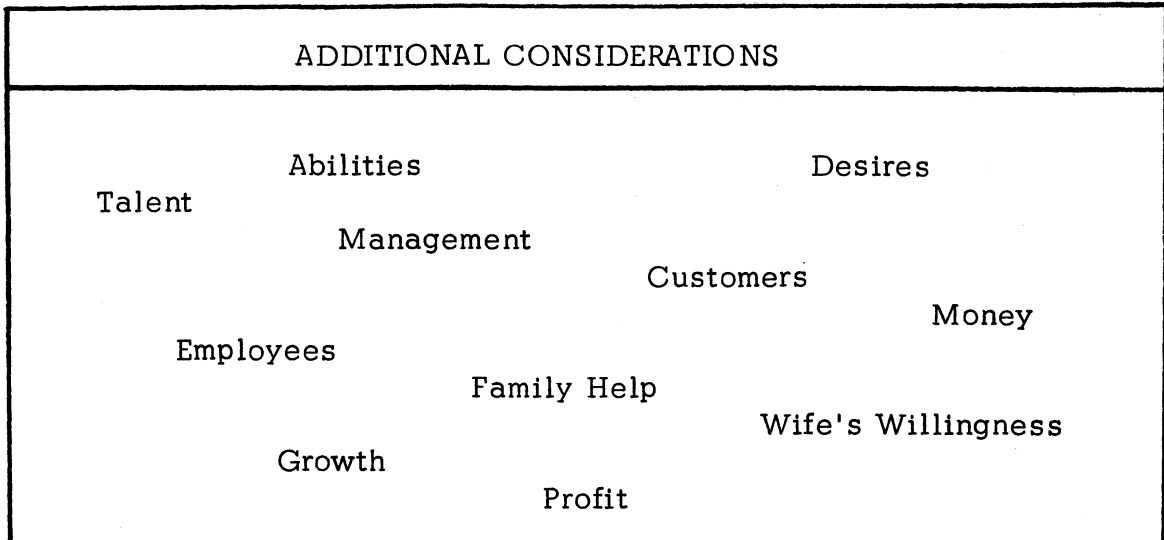 ADDITIONAL CONSIDERATIONS
Abilities Desires
Talent
Management
Customers
Money
Employees
Family Help
Wife's Willingness
Growth
Profit